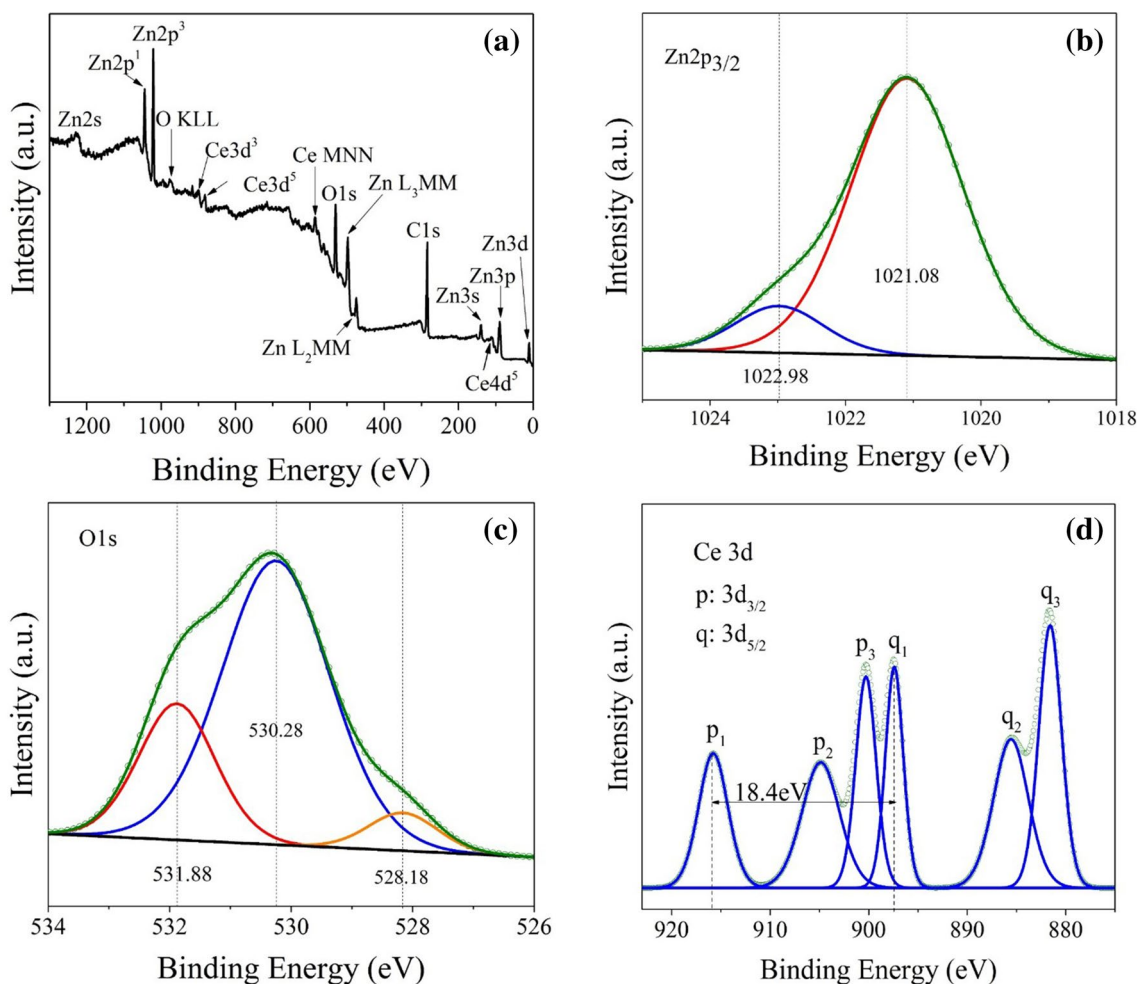 (a)
Zn2p³
Zn2p¹
Zn2s
O KLL
Ce3d³
Ce3d⁵
Ce MNN
O1s
Zn L₃MM
C1s
Zn3d
Zn3p
Zn3s
Zn L₂MM
Ce4d⁵
Intensity (a.u.)
1200 1000 800 600 400 200 0
Binding Energy (eV)
(b)
Zn2p3/2
1021.08
1022.98
Intensity (a.u.)
1024 1022 1020 1018
Binding Energy (eV)
(c)
O1s
530.28
531.88
528.18
Intensity (a.u.)
534 532 530 528 526
Binding Energy (eV)
(d)
Ce 3d
p: 3d3/2
q: 3d5/2
p₁
p₂
p₃
q₁
q₂
q₃
18.4eV
Intensity (a.u.)
920 910 900 890 880
Binding Energy (eV)